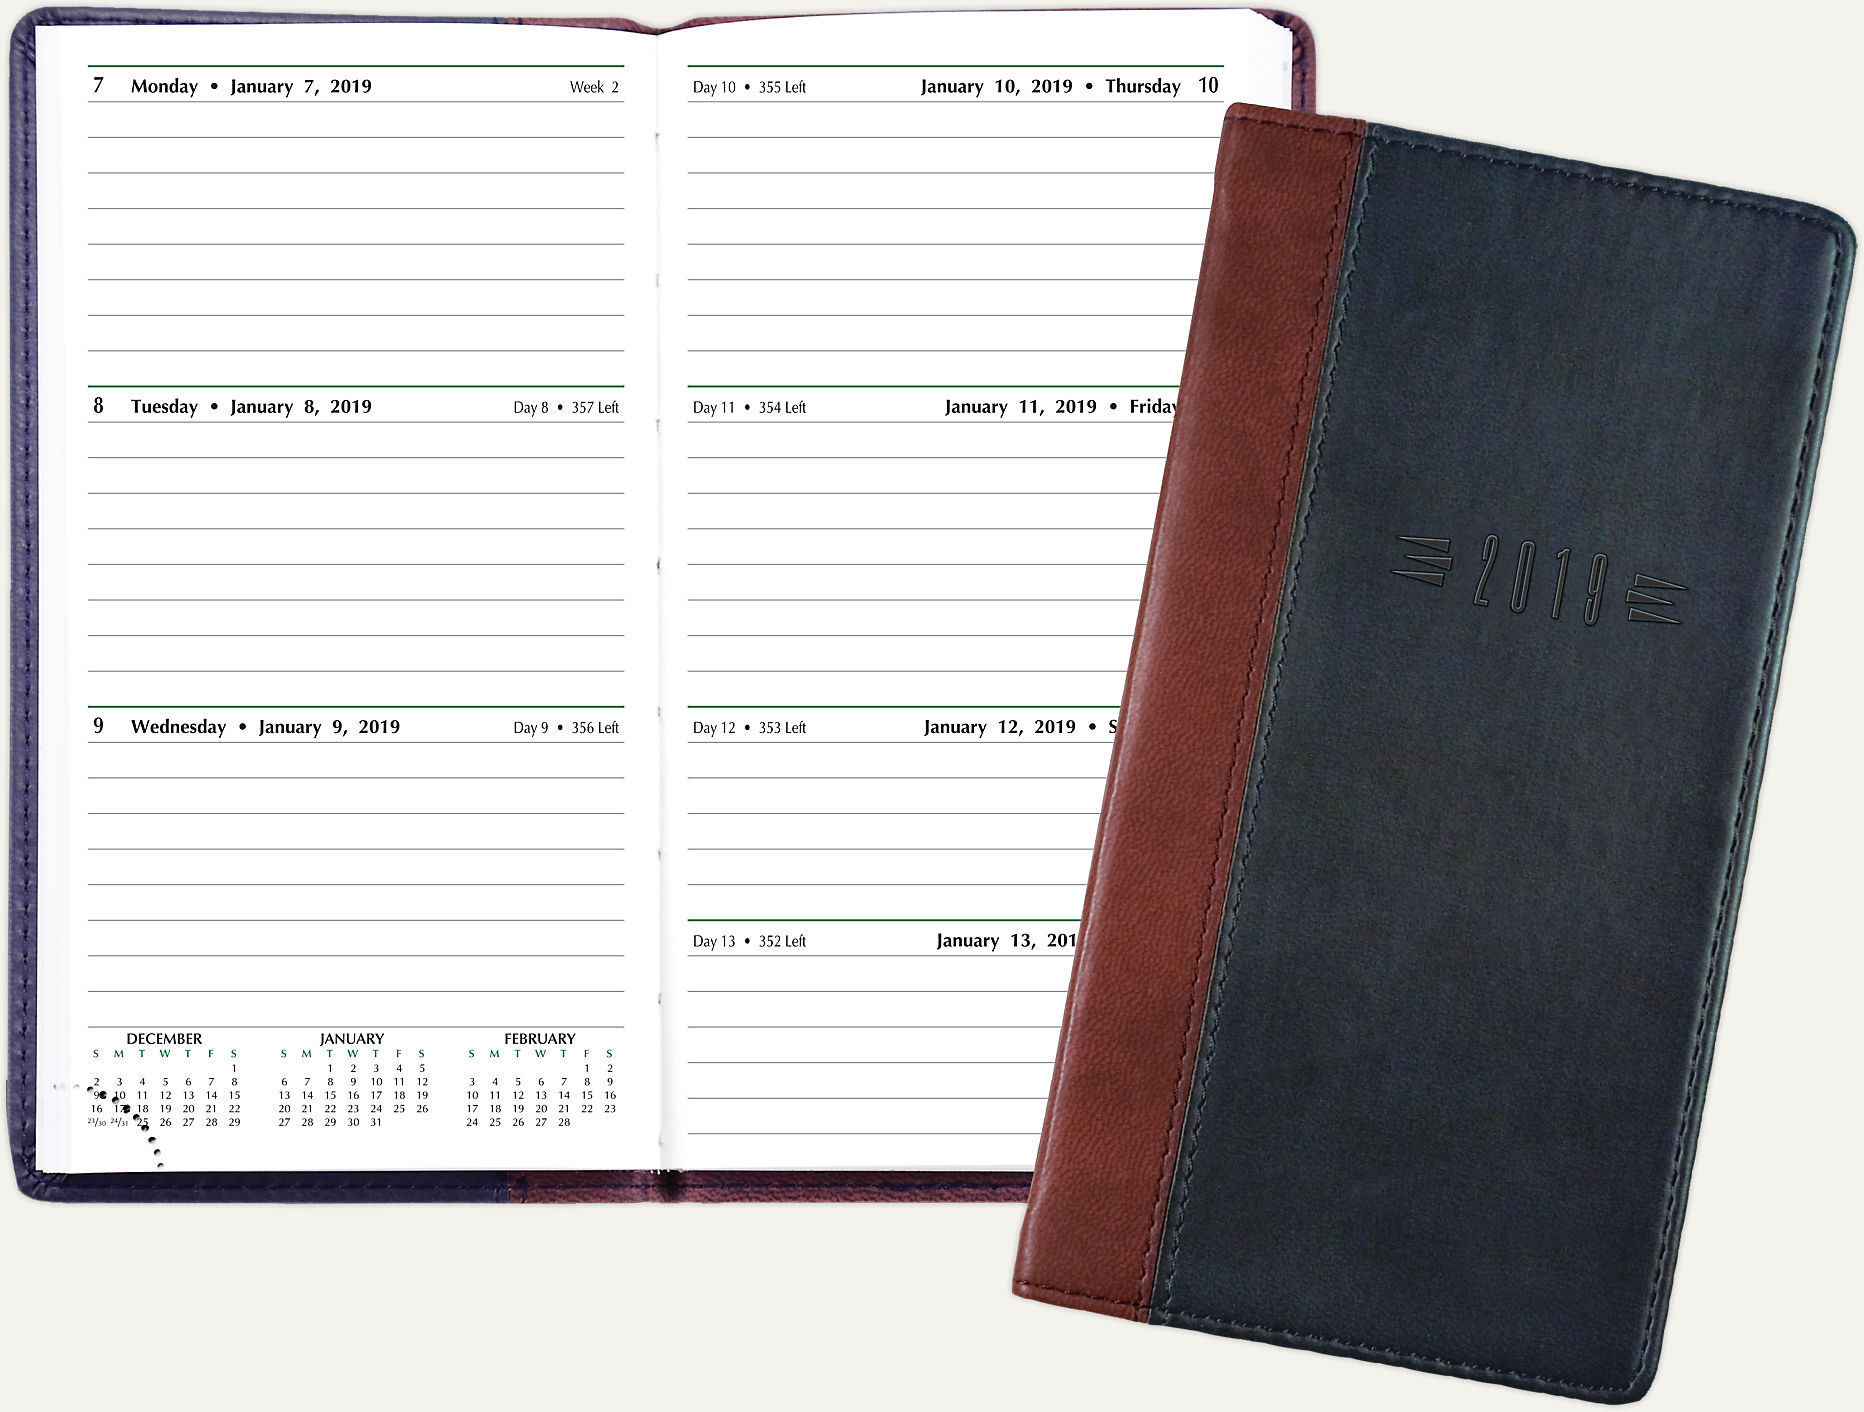 7 Monday • January 7, 2019 Week 2
8 Tuesday • January 8, 2019 Day 8 • 357 Left
9 Wednesday • January 9, 2019 Day 9 • 356 Left
DECEMBER
S M T W T F S
1
2 3 4 5 6 7 8
9 10 11 12 13 14 15
16 17 18 19 20 21 22
23/30 24/31 25 26 27 28 29
JANUARY
S M T W T F S
1 2 3 4 5
6 7 8 9 10 11 12
13 14 15 16 17 18 19
20 21 22 23 24 25 26
27 28 29 30 31
FEBRUARY
S M T W T F S
1 2
3 4 5 6 7 8 9
10 11 12 13 14 15 16
17 18 19 20 21 22 23
24 25 26 27 28
Day 10 • 355 Left January 10, 2019 • Thursday 10
Day 11 • 354 Left January 11, 2019 • Friday
Day 12 • 353 Left January 12, 2019 • S
Day 13 • 352 Left January 13, 201
2019